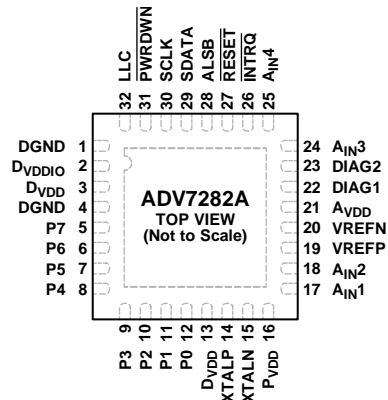 LLC
PWRDWN
SCLK
SDATA
ALSB
RESET
INTRQ
AIN4
32
31
30
29
28
27
26
25
DGND 1
DVDDIO 2
DVDD 3
DGND 4
P7 5
P6 6
P5 7
P4 8
ADV7282A
TOP VIEW
(Not to Scale)
24 AIN3
23 DIAG2
22 DIAG1
21 AVDD
20 VREFN
19 VREFP
18 AIN2
17 AIN1
9
10
11
12
13
14
15
16
P3
P2
P1
P0
DVDD
XTALP
XTALN
PVDD